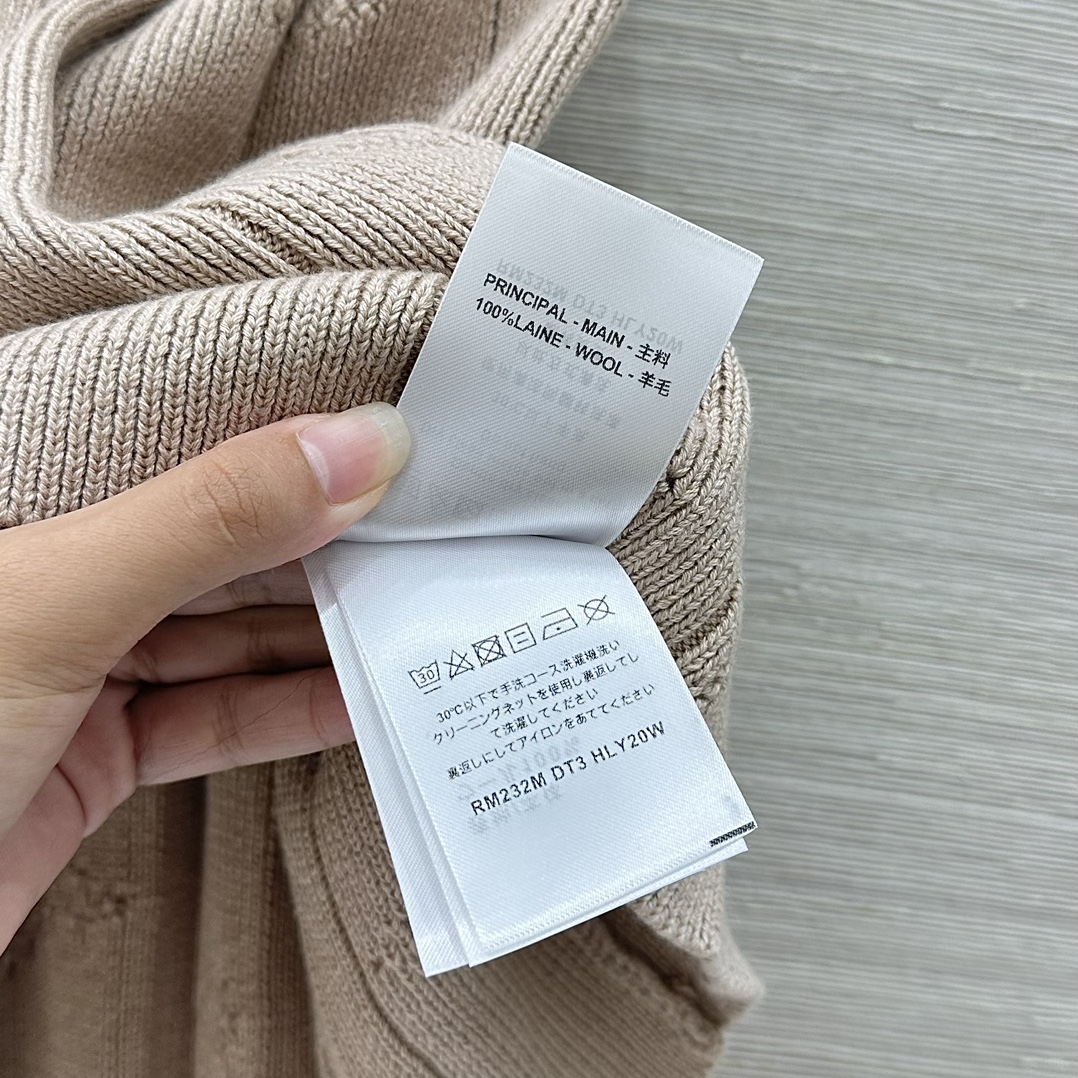 PRINCIPAL - MAIN - 主料
100%LAINE - WOOL - 羊毛
30
30℃以下で手洗コース洗濯機洗い
クリーニングネットを使用し裏返してし
て洗濯してください
裏返しにしてアイロンをあててください
RM232M DT3 HLY20W